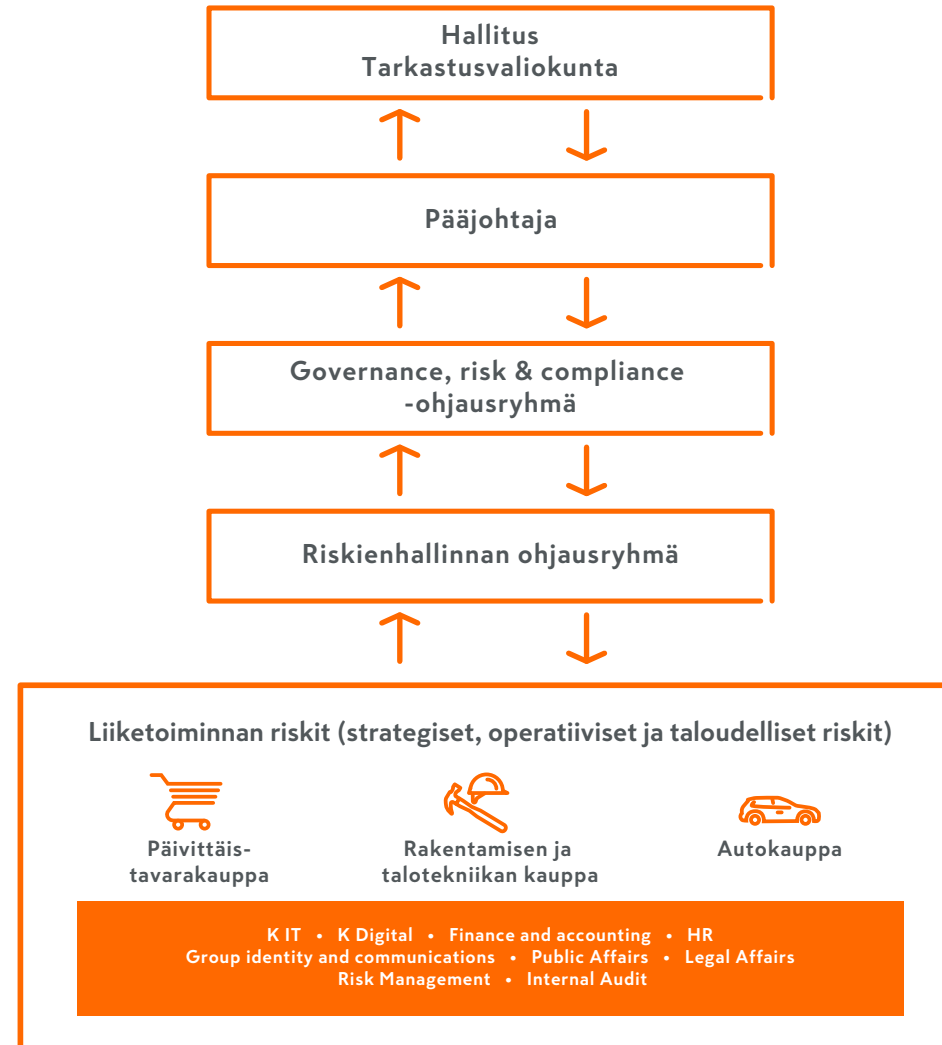 Hallitus
Tarkastusvaliokunta
Pääjohtaja
Governance, risk & compliance
-ohjausryhmä
Riskienhallinnan ohjausryhmä
Liiketoiminnan riskit (strategiset, operatiiviset ja taloudelliset riskit)
Päivittäis-
tavarakauppa
Rakentamisen ja
talotekniikan kauppa
Autokauppa
K IT • K Digital • Finance and accounting • HR
Group identity and communications • Public Affairs • Legal Affairs
Risk Management • Internal Audit